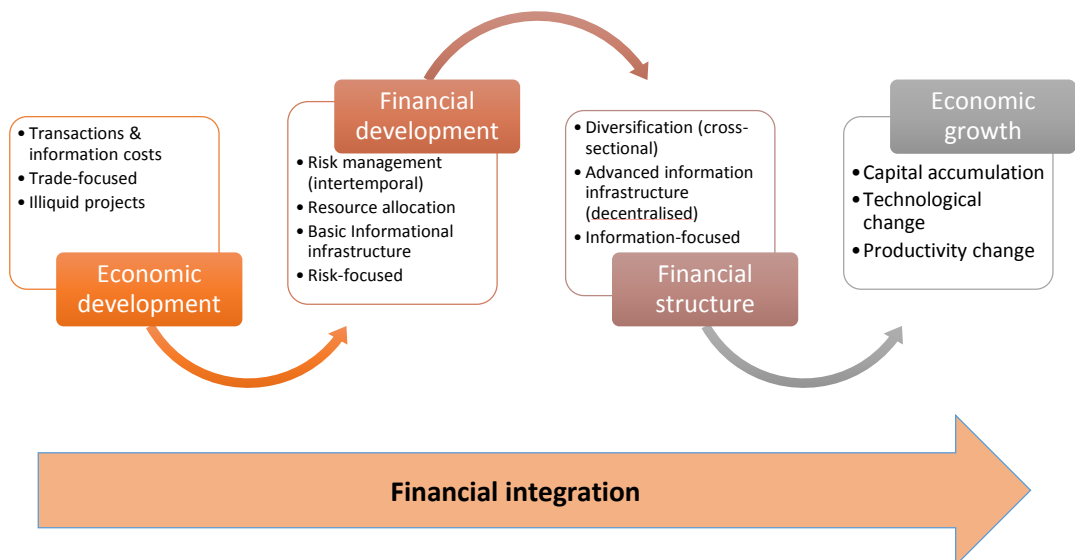 • Transactions &
information costs
• Trade-focused
• Illiquid projects
Economic
development
Financial
development
• Risk management
(intertemporal)
• Resource allocation
• Basic Informational
infrastructure
• Risk-focused
• Diversification (cross-
sectional)
• Advanced information
infrastructure
(decentralised)
• Information-focused
Financial
structure
Economic
growth
• Capital accumulation
• Technological
change
• Productivity change
Financial integration